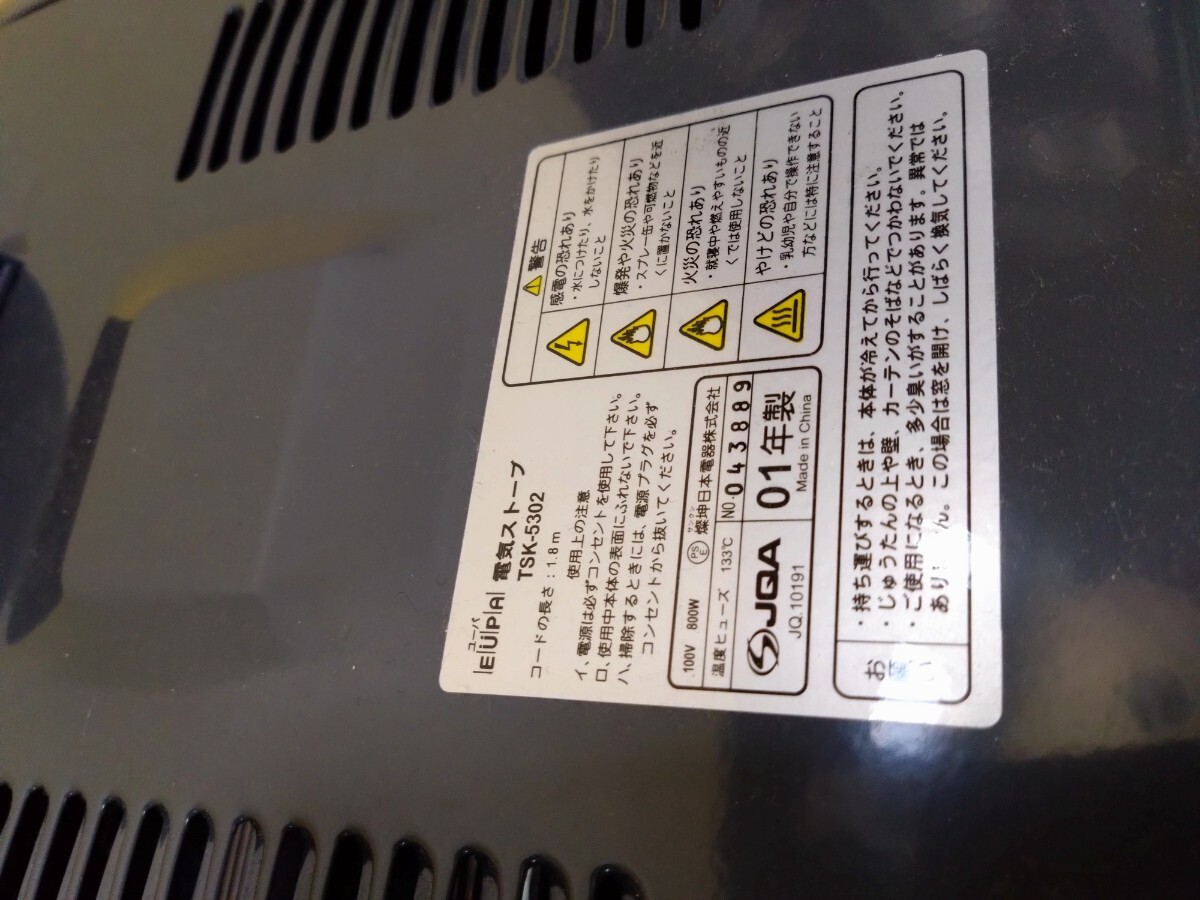 ユーパ
EUPA 電気ストーブ
TSK-5302
コードの長さ：1.8m
使用上の注意
イ、電源は必ずコンセントを使用して下さい。
ロ、使用中本体の表面にふれないで下さい。
ハ、掃除するときには、電源プラグを必ず
コンセントから抜いてください。
100V 800W PSE サンクン 燦坤日本電器株式会社
温度ヒューズ 133℃ NO. 043889
JQA 01年製
JQ.10191 Made in China
警告
感電の恐れあり
・水につけたり、水をかけたり
しないこと
爆発や火災の恐れあり
・スプレー缶や可燃物などを近
くに置かないこと
火災の恐れあり
・就寝中や燃えやすいものの近
くでは使用しないこと
やけどの恐れあり
・乳幼児や自分で操作できない
方などには特に注意すること
お願い
・持ち運びするときは、本体が冷えてから行ってください。
・じゅうたんの上や壁、カーテンのそばなどでつかわないでください。
・ご使用になるとき、多少臭いがすることがあります。異常では
ありません。この場合は窓を開け、しばらく換気してください。